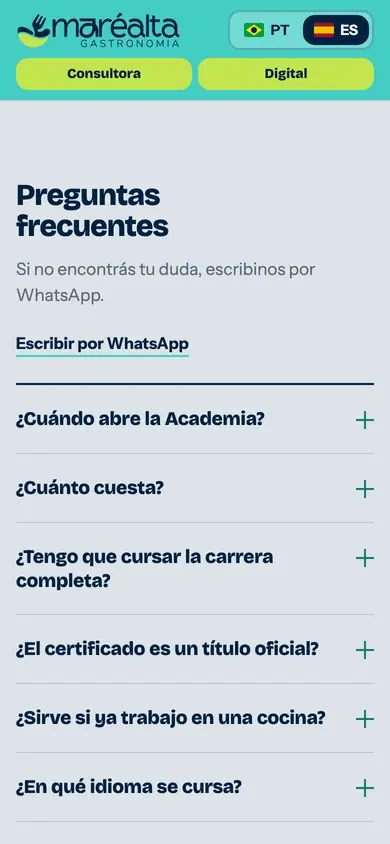 maréalta
GASTRONOMIA
PT
ES
Consultora
Digital
Preguntas
frecuentes
Si no encontrás tu duda, escribinos por
WhatsApp.
Escribir por WhatsApp
¿Cuándo abre la Academia?
¿Cuánto cuesta?
¿Tengo que cursar la carrera
completa?
¿El certificado es un título oficial?
¿Sirve si ya trabajo en una cocina?
¿En qué idioma se cursa?